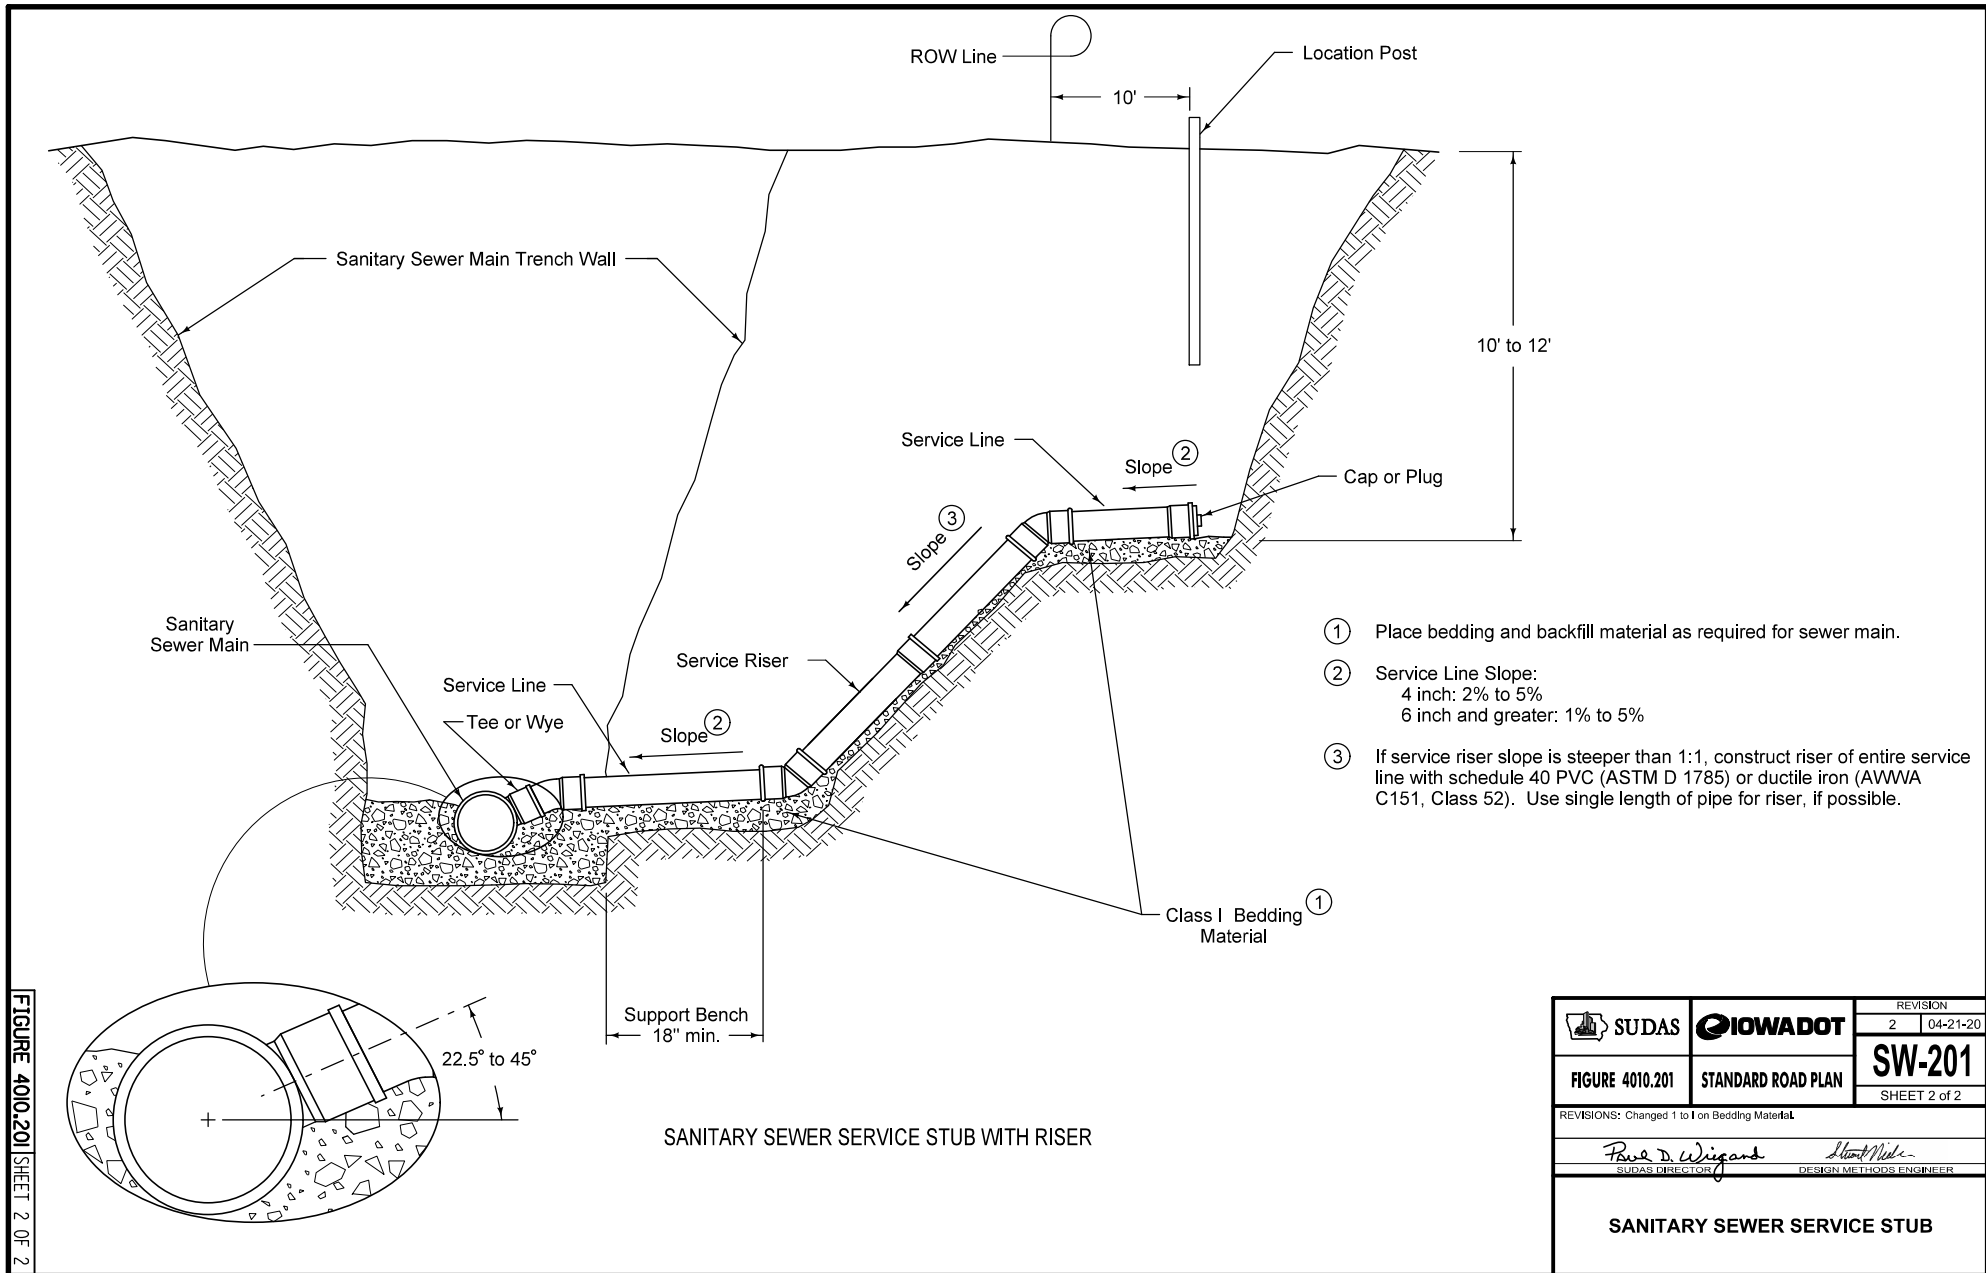 ROW Line
Location Post
10'
Sanitary Sewer Main Trench Wall
10' to 12'
Service Line
Slope 2
Cap or Plug
Slope 3
Sanitary
Sewer Main
Service Riser
Service Line
Tee or Wye
Slope 2
1 Place bedding and backfill material as required for sewer main.
2 Service Line Slope:
4 inch: 2% to 5%
6 inch and greater: 1% to 5%
3 If service riser slope is steeper than 1:1, construct riser of entire service
line with schedule 40 PVC (ASTM D 1785) or ductile iron (AWWA
C151, Class 52). Use single length of pipe for riser, if possible.
Class I Bedding 1
Material
Support Bench
18" min.
22.5° to 45°
SANITARY SEWER SERVICE STUB WITH RISER
FIGURE 4010.201 SHEET 2 OF 2
SUDAS
IOWADOT
REVISION
2 04-21-20
FIGURE 4010.201
STANDARD ROAD PLAN
SW-201
SHEET 2 of 2
REVISIONS: Changed 1 to I on Bedding Material.
Paul D. Wiegand
SUDAS DIRECTOR
DESIGN METHODS ENGINEER
SANITARY SEWER SERVICE STUB